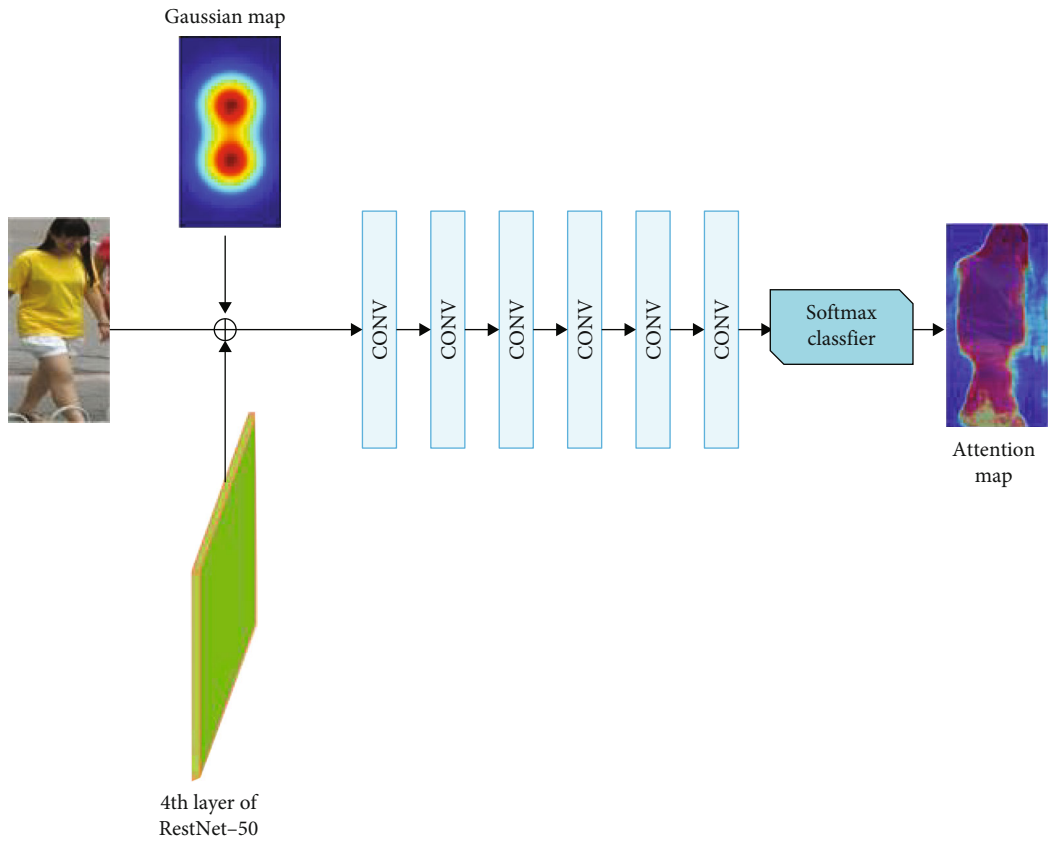 Gaussian map
CONV
CONV
CONV
CONV
CONV
CONV
Softmax
classfier
Attention
map
4th layer of
RestNet–50